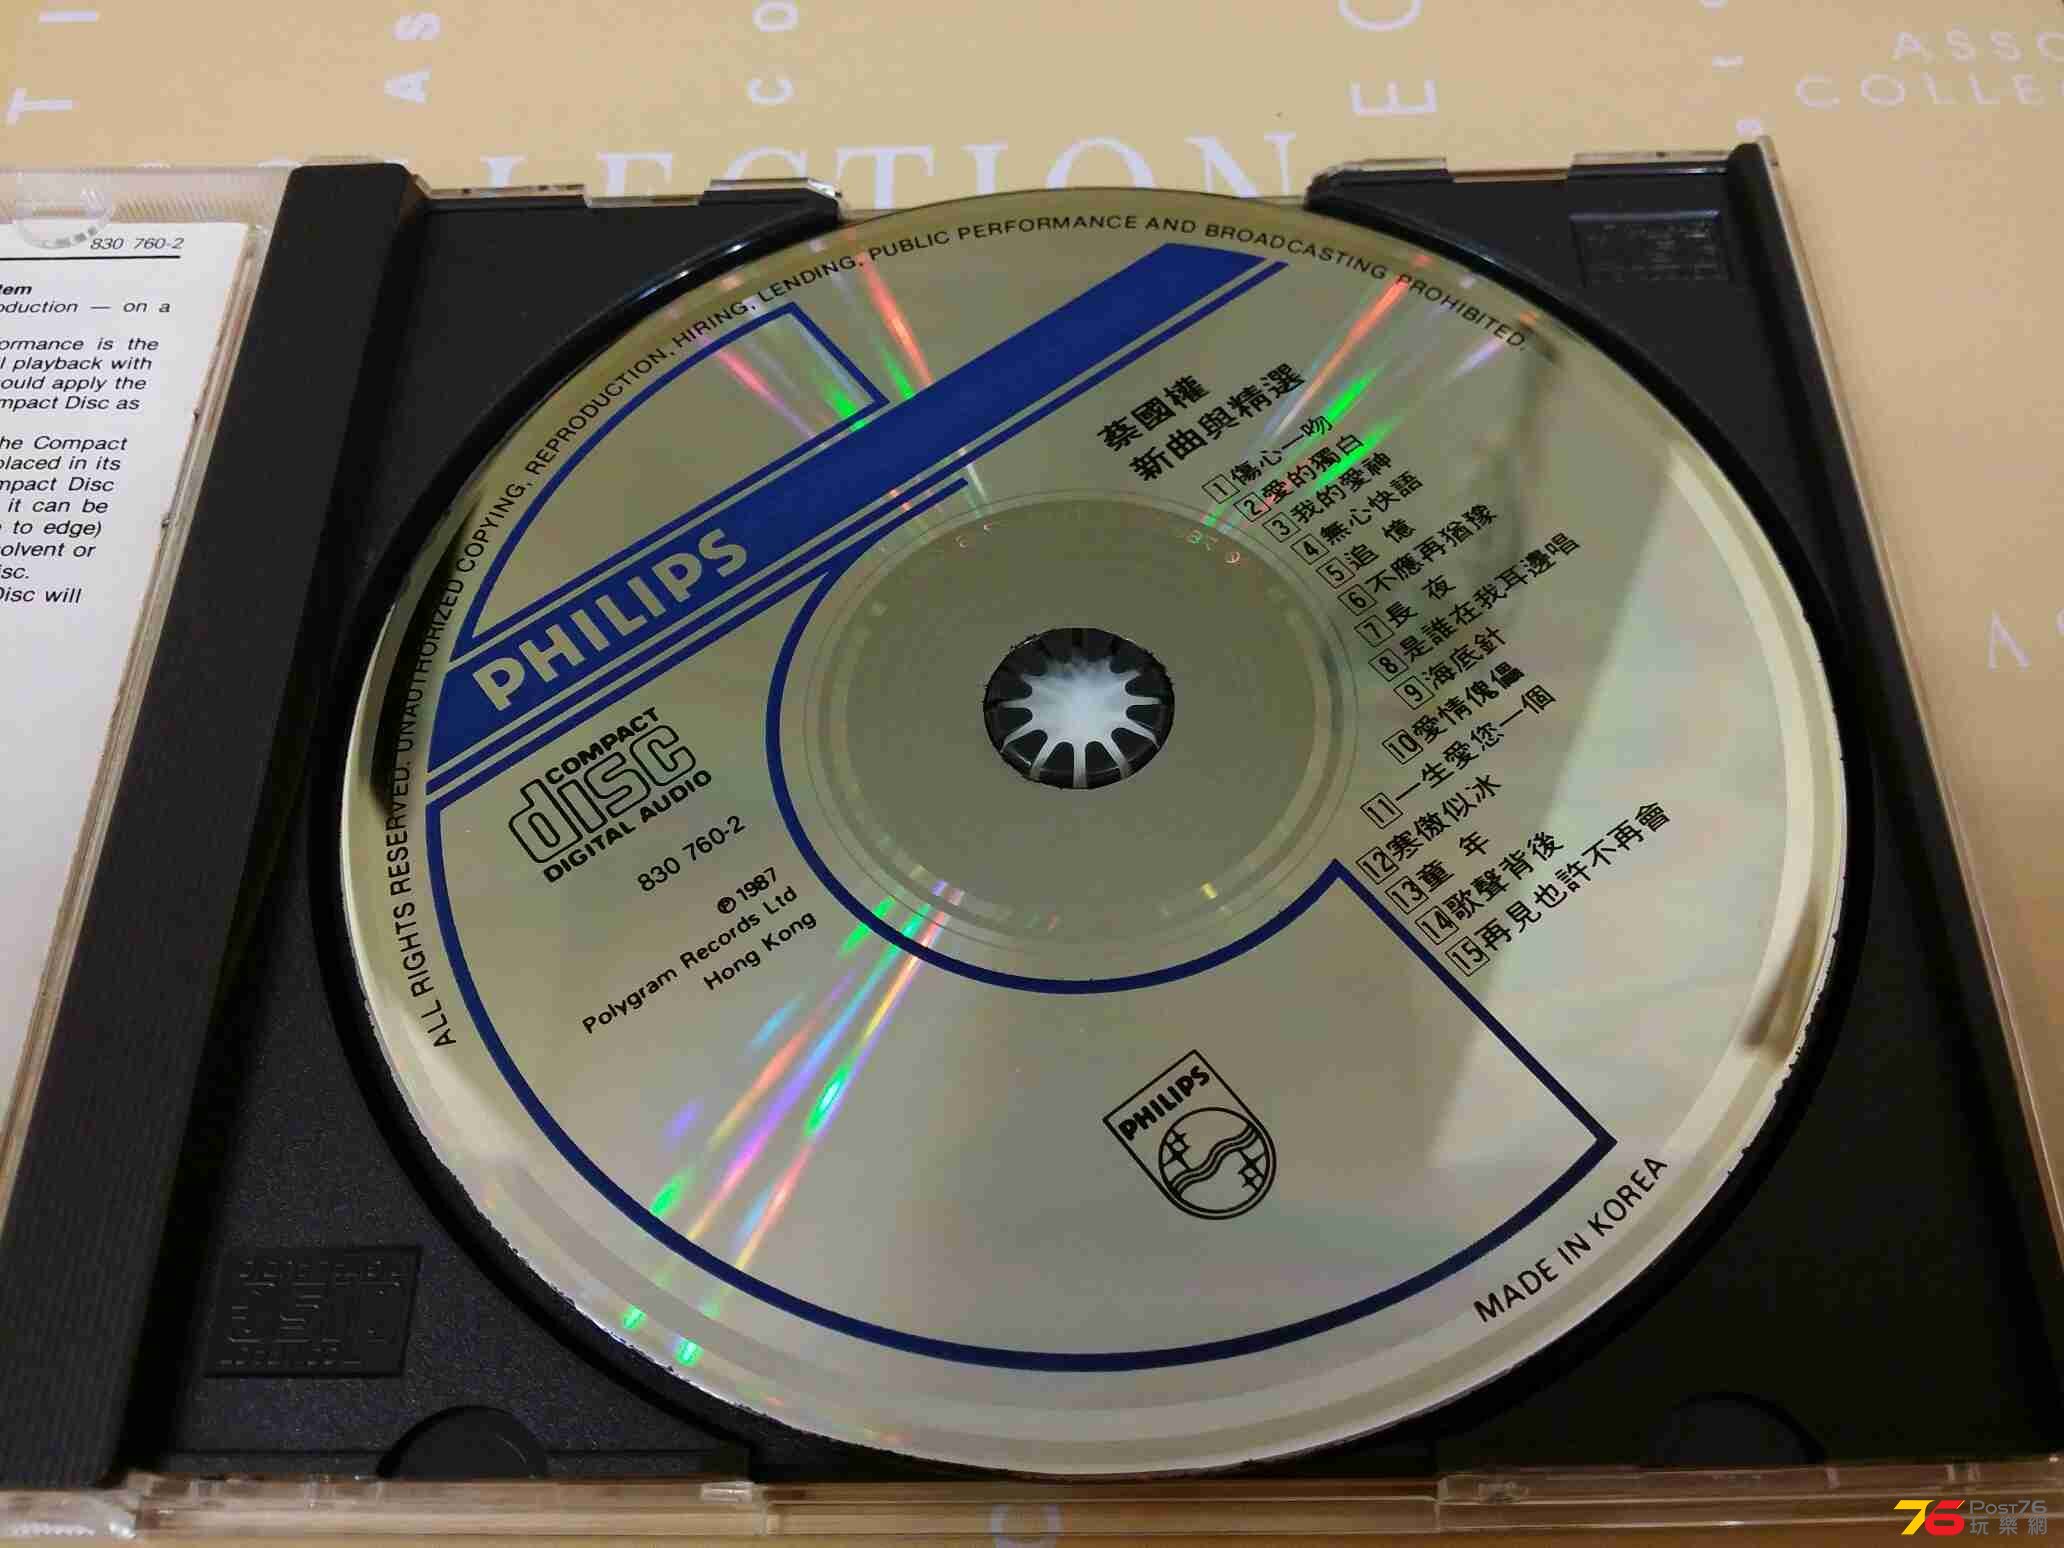 COLLECTION
ASSO
COLLE
830 760-2
tem
oduction — on a
ormance is the
l playback with
ould apply the
mpact Disc as
he Compact
placed in its
mpact Disc
it can be
to edge)
olvent or
isc.
Disc will
ALL RIGHTS RESERVED. UNAUTHORIZED COPYING, REPRODUCTION, HIRING, LENDING, PUBLIC PERFORMANCE AND BROADCASTING PROHIBITED.
PHILIPS
COMPACT
disc
DIGITAL AUDIO
830 760-2
℗1987
Polygram Records Ltd
Hong Kong
蔡國權
新曲與精選
1 傷心一吻
2 愛的獨白
3 我的愛神
4 無心快語
5 追憶
6 不應再猶豫
7 長夜
8 是誰在我耳邊唱
9 海底針
10 愛情傀儡
11 一生愛您一個
12 寒傲似冰
13 童年
14 歌聲背後
15 再見也許不再會
PHILIPS
MADE IN KOREA
76 Post76
玩樂網